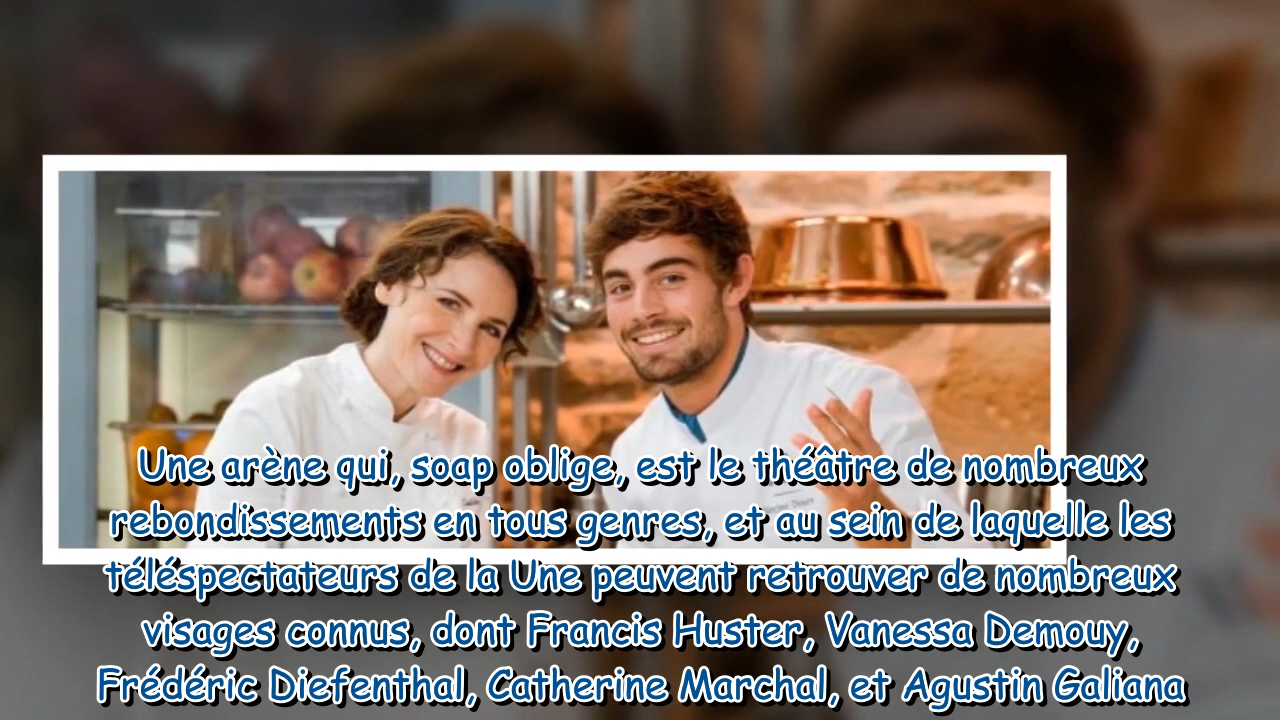 Une arène qui, soap oblige, est le théâtre de nombreux
rebondissements en tous genres, et au sein de laquelle les
téléspectateurs de la Une peuvent retrouver de nombreux
visages connus, dont Francis Huster, Vanessa Demouy,
Frédéric Diefenthal, Catherine Marchal, et Agustin Galiana